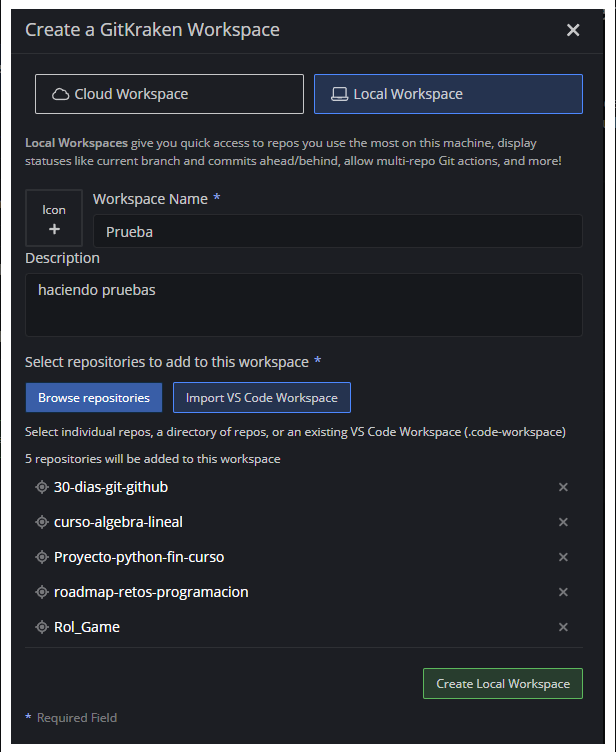 Create a GitKraken Workspace
Cloud Workspace
Local Workspace
Local Workspaces give you quick access to repos you use the most on this machine, display
statuses like current branch and commits ahead/behind, allow multi-repo Git actions, and more!
Icon
Workspace Name *
Prueba
Description
haciendo pruebas
Select repositories to add to this workspace *
Browse repositories
Import VS Code Workspace
Select individual repos, a directory of repos, or an existing VS Code Workspace (.code-workspace)
5 repositories will be added to this workspace
30-dias-git-github
curso-algebra-lineal
Proyecto-python-fin-curso
roadmap-retos-programacion
Rol_Game
Create Local Workspace
* Required Field